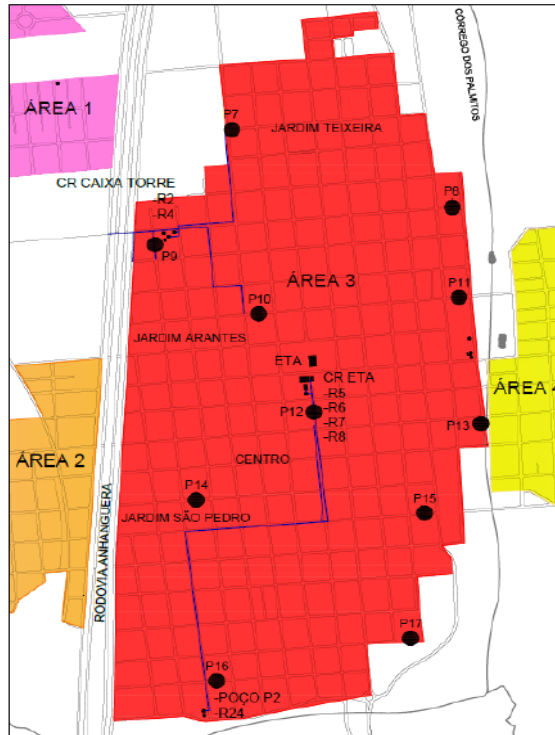 CÓRREGO DOS PALMITOS
ÁREA 1
P7
JARDIM TEIXEIRA
CR CAIXA TORRE
-R2
-R4
P8
P9
ÁREA 3
P10
P11
JARDIM ARANTES
ETA
CR ETA
-R5
-R6
-R7
-R8
P12
ÁREA 4
P13
ÁREA 2
CENTRO
P14
JARDIM SÃO PEDRO
P15
RODOVIA ANHANGUERA
P17
P16
-POÇO P2
-R24